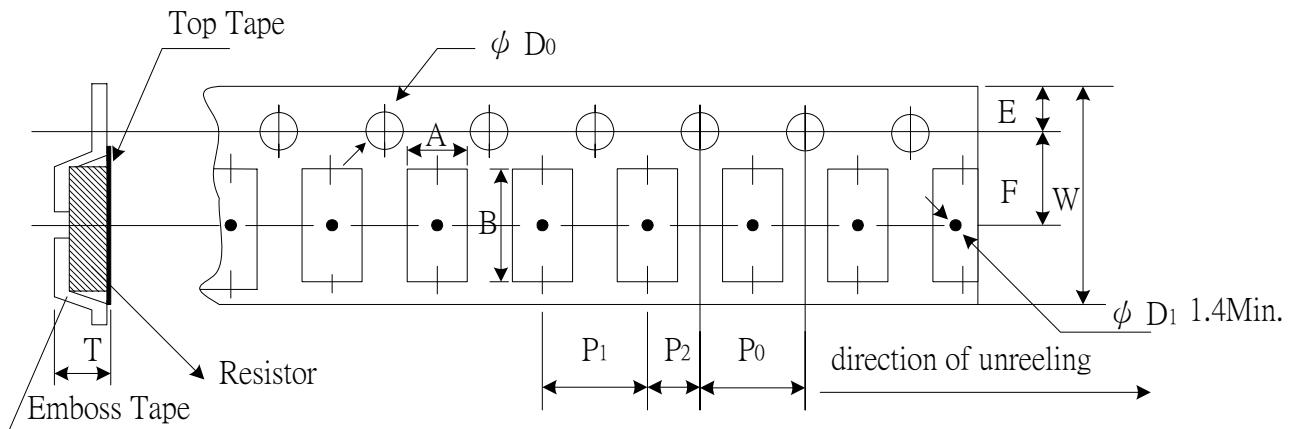 Top Tape
ψ D0
E
A
F
W
B
ψ D1 1.4Min.
T
P1
P2
P0
direction of unreeling
Resistor
Emboss Tape